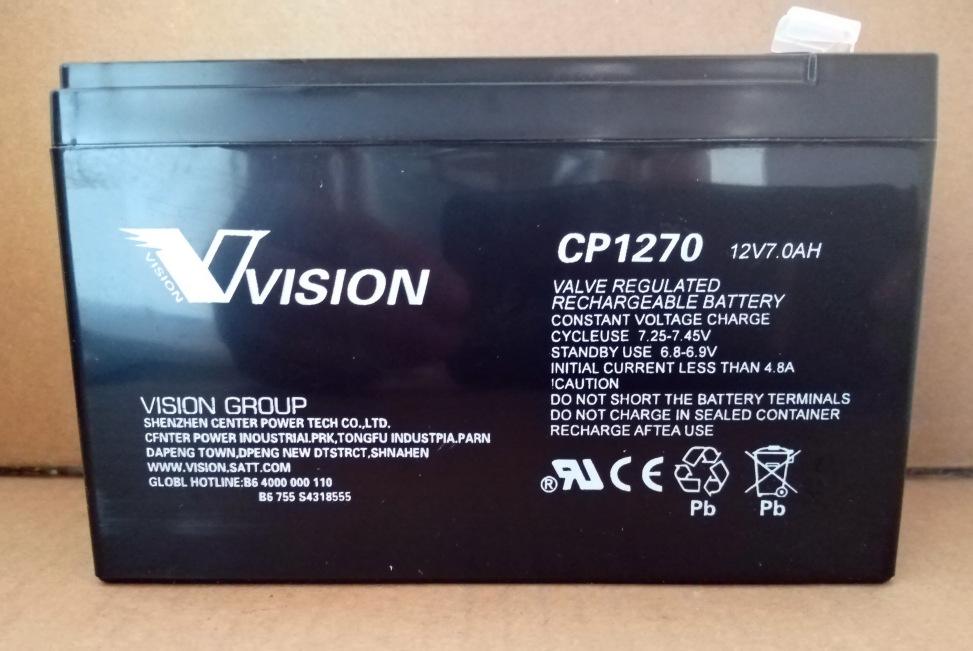 VISION
VISION
VISION GROUP
SHENZHEN CENTER POWER TECH CO.,LTD.
CFNTER POWER INOUSTRIAI.PRK,TONGFU INDUSTPIA.PARN
DAPENG TOWN,DPENG NEW DTSTRCT,SHNAHEN
WWW.VISION.SATT.COM
GLOBL HOTLINE:B6 4000 000 110
B6 755 S4318555
CP1270 12V7.0AH
VALVE REGULATED
RECHARGEABLE BATTERY
CONSTANT VOLTAGE CHARGE
CYCLEUSE 7.25-7.45V
STANDBY USE 6.8-6.9V
INITIAL CURRENT LESS THAN 4.8A
!CAUTION
DO NOT SHORT THE BATTERY TERMINALS
DO NOT CHARGE IN SEALED CONTAINER
RECHARGE AFTEA USE
® RU CE
Pb Pb